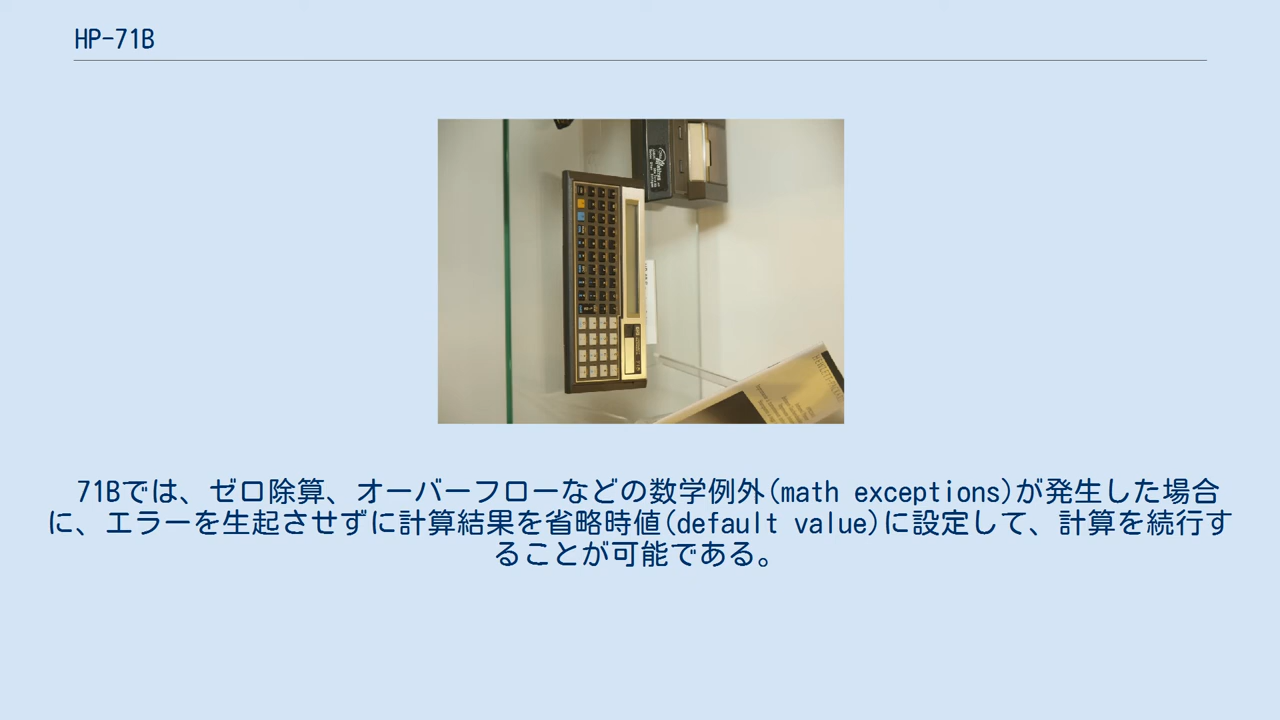 HP-71B
71Bでは、ゼロ除算、オーバーフローなどの数学例外(math exceptions)が発生した場合
に、エラーを生起させずに計算結果を省略時値(default value)に設定して、計算を続行す
ることが可能である。